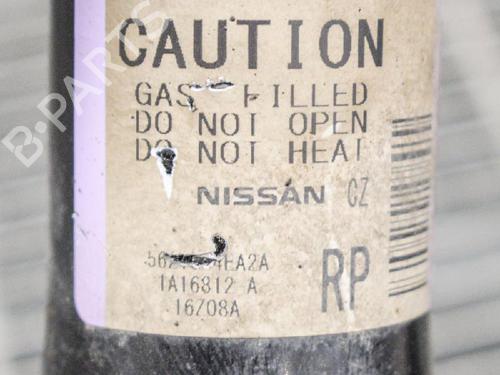 CAUTION
GAS FILLED
DO NOT OPEN
DO NOT HEAT
NISSAN CZ
RP
1A16812 A
16Z08A
B-PARTS